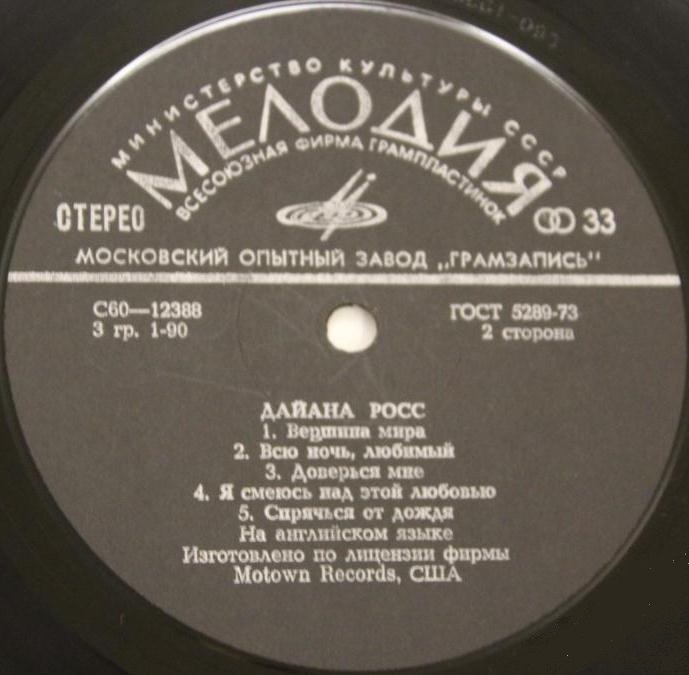 МИНИСТЕРСТВО КУЛЬТУРЫ СССР
МЕЛОДИЯ
ВСЕСОЮЗНАЯ ФИРМА ГРАМПЛАСТИНОК
СТЕРЕО 33
МОСКОВСКИЙ ОПЫТНЫЙ ЗАВОД „ГРАМЗАПИСЬ"
С60—12388 ГОСТ 5289-73
3 гр. 1-90 2 сторона
ДАЙАНА РОСС
1. Вершина мира
2. Всю ночь, любимый
3. Доверься мне
4. Я смеюсь над этой любовью
5. Спрячься от дождя
На английском языке
Изготовлено по лицензии фирмы
Motown Records, США